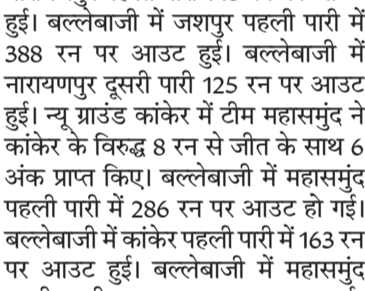 हुई। बल्लेबाजी में जशपुर पहली पारी में
388 रन पर आउट हुई। बल्लेबाजी में
नारायणपुर दूसरी पारी 125 रन पर आउट
हुई। न्यू ग्राउंड कांकेर में टीम महासमुंद ने
कांकेर के विरुद्ध 8 रन से जीत के साथ 6
अंक प्राप्त किए। बल्लेबाजी में महासमुंद
पहली पारी में 286 रन पर आउट हो गई।
बल्लेबाजी में कांकेर पहली पारी में 163 रन
पर आउट हुई। बल्लेबाजी में महासमुंद